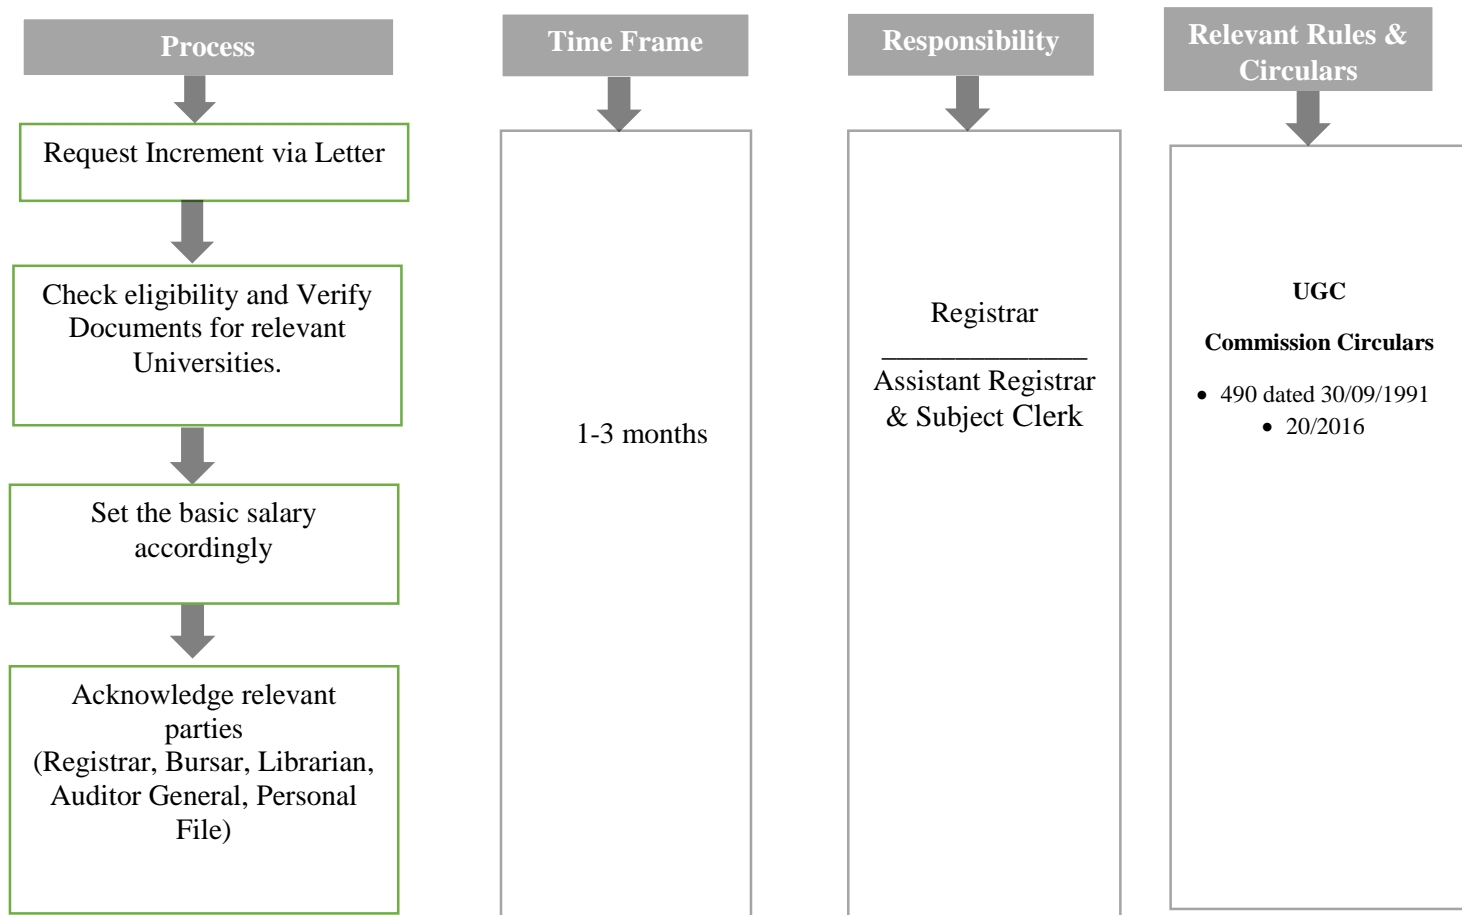 Process
Request Increment via Letter
Check eligibility and Verify
Documents for relevant
Universities.
Set the basic salary
accordingly
Acknowledge relevant
parties
(Registrar, Bursar, Librarian,
Auditor General, Personal
File)
Time Frame
1-3 months
Responsibility
Registrar
Assistant Registrar
& Subject Clerk
Relevant Rules &
Circulars
UGC
Commission Circulars
• 490 dated 30/09/1991
• 20/2016